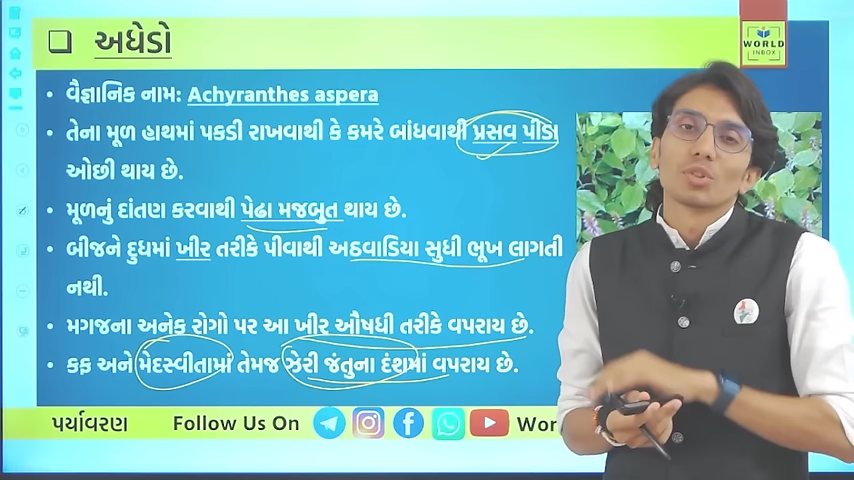 અઘેડો
WORLD
INBOX
• વૈજ્ઞાનિક નામ: Achyranthes aspera
• તેના મૂળ હાથમાં પકડી રાખવાથી કે કમરે બાંધવાથી પ્રસવ પીડા
ઓછી થાય છે.
• મૂળનું દાંતણ કરવાથી પેઢા મજબુત થાય છે.
• બીજને દુધમાં ખીર તરીકે પીવાથી અઠવાડિયા સુધી ભૂખ લાગતી
નથી.
• મગજના અનેક રોગો પર આ ખીર ઔષધી તરીકે વપરાય છે.
• કફ અને મેદસ્વીતામાં તેમજ ઝેરી જંતુના દંશમાં વપરાય છે.
પર્યાવરણ Follow Us On Wor